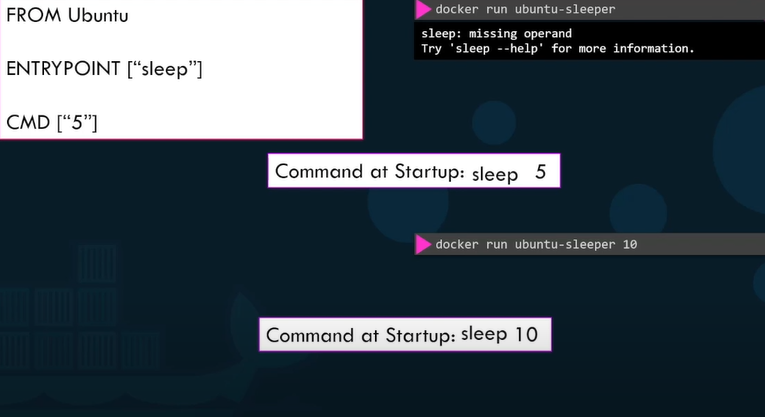 FROM Ubuntu
ENTRYPOINT [“sleep”]
CMD [“5”]
docker run ubuntu-sleeper
sleep: missing operand
Try 'sleep --help' for more information.
Command at Startup: sleep 5
docker run ubuntu-sleeper 10
Command at Startup: sleep 10